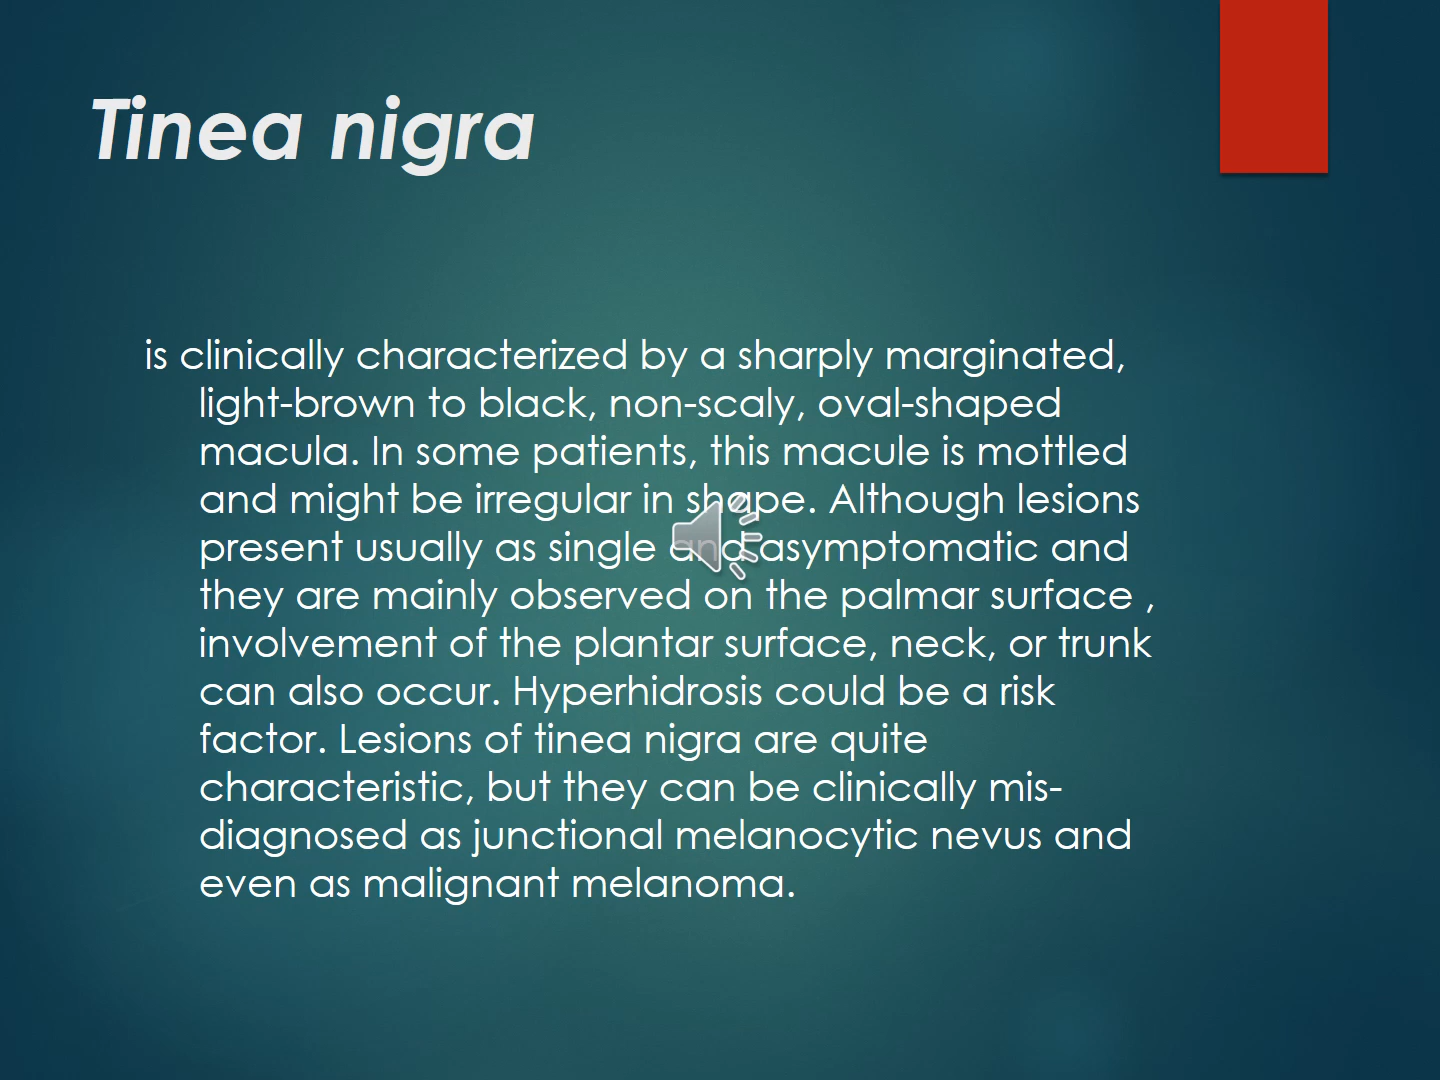 Tinea nigra
is clinically characterized by a sharply marginated,
light-brown to black, non-scaly, oval-shaped
macula. In some patients, this macule is mottled
and might be irregular in shape. Although lesions
present usually as single and asymptomatic and
they are mainly observed on the palmar surface ,
involvement of the plantar surface, neck, or trunk
can also occur. Hyperhidrosis could be a risk
factor. Lesions of tinea nigra are quite
characteristic, but they can be clinically mis-
diagnosed as junctional melanocytic nevus and
even as malignant melanoma.